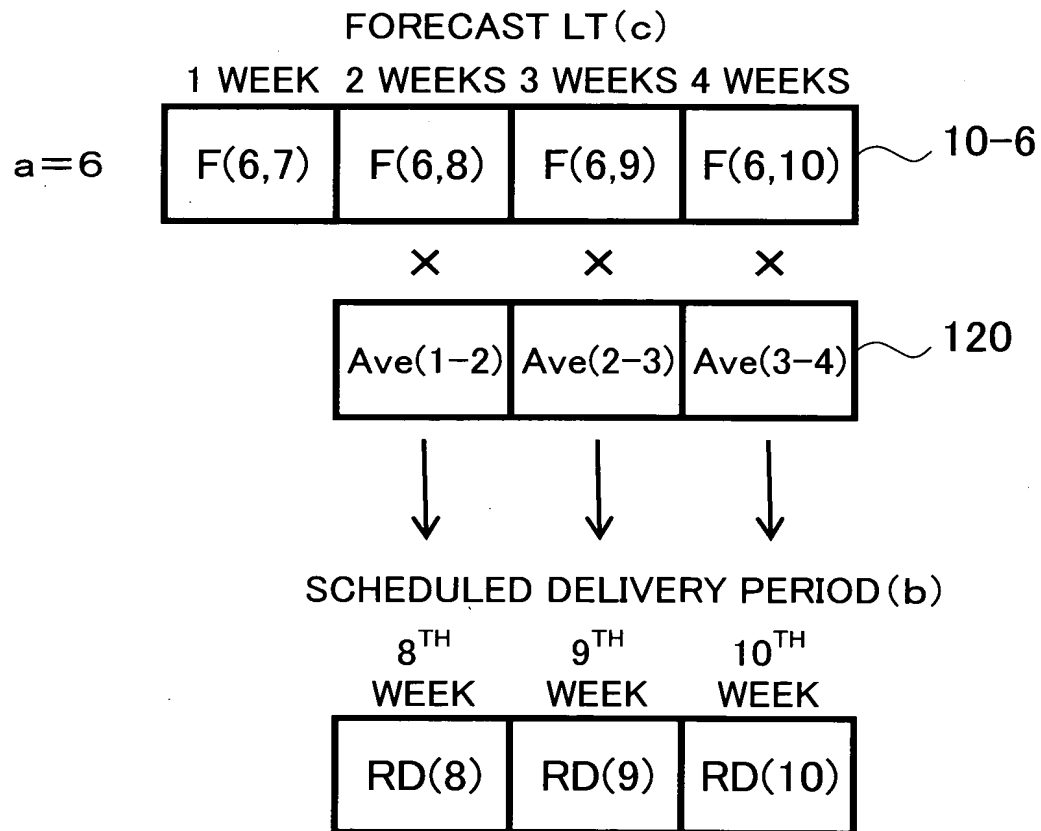 FORECAST LT(c)
1 WEEK 2 WEEKS 3 WEEKS 4 WEEKS
a=6 F(6,7) F(6,8) F(6,9) F(6,10) 10-6
× × ×
Ave(1-2) Ave(2-3) Ave(3-4) 120
SCHEDULED DELIVERY PERIOD(b)
8TH 9TH 10TH
WEEK WEEK WEEK
RD(8) RD(9) RD(10)